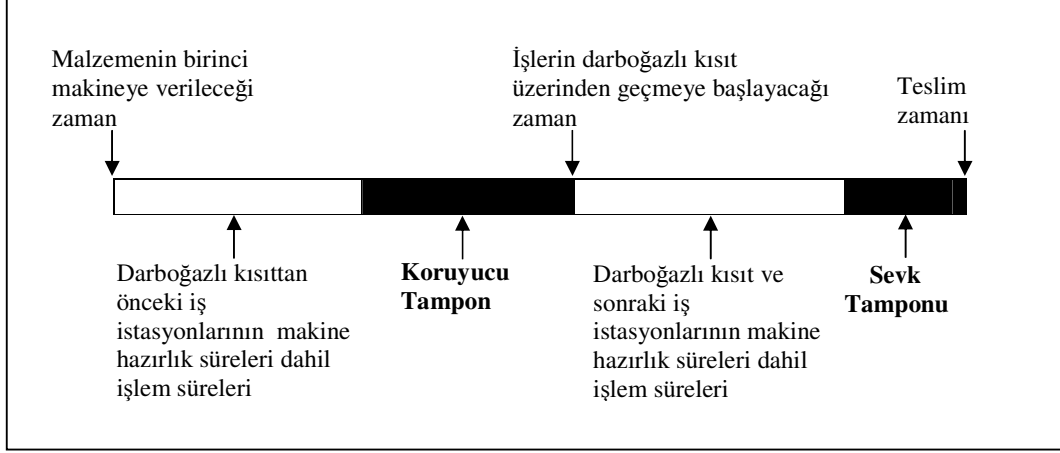 Malzemenin birinci
makineye verileceği
zaman
İşlerin darboğazlı kısıt
üzerinden geçmeye başlayacağı
zaman
Teslim
zamanı
Darboğazlı kısıttan
önceki iş
istasyonlarının makine
hazırlık süreleri dahil
işlem süreleri
Koruyucu
Tampon
Darboğazlı kısıt ve
sonraki iş
istasyonlarının makine
hazırlık süreleri dahil
işlem süreleri
Sevk
Tamponu